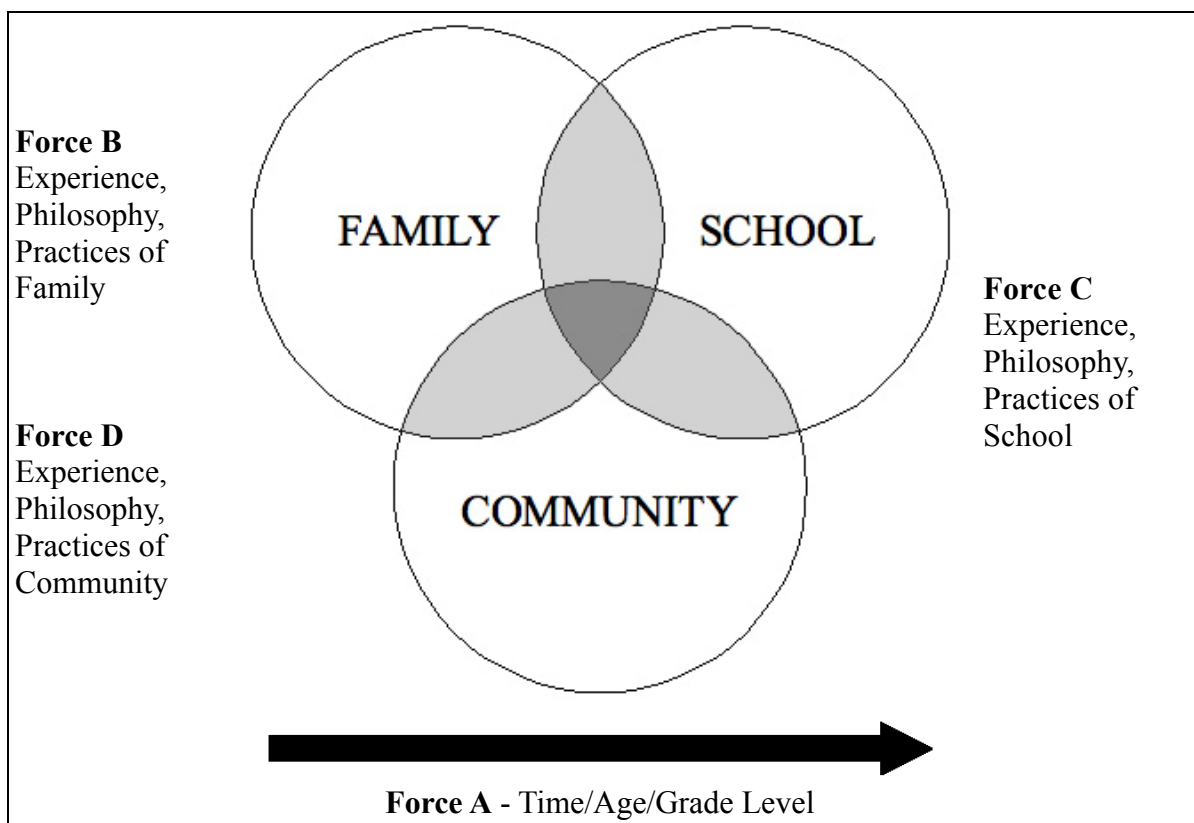 Force B
Experience,
Philosophy,
Practices of
Family
FAMILY
SCHOOL
Force C
Experience,
Philosophy,
Practices of
School
Force D
Experience,
Philosophy,
Practices of
Community
COMMUNITY
Force A - Time/Age/Grade Level